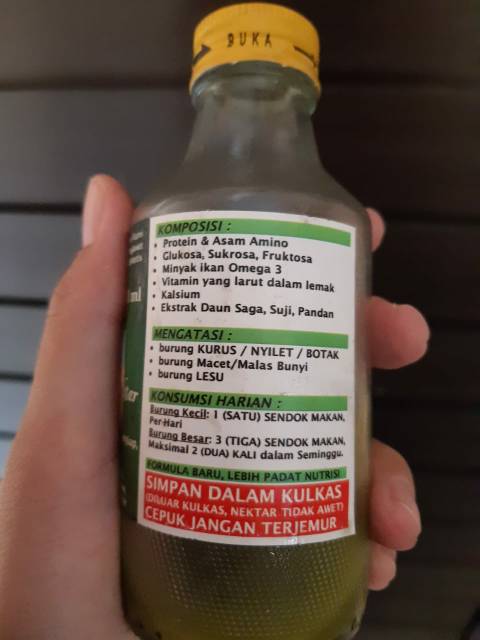 BUKA
KOMPOSISI :
• Protein & Asam Amino
• Glukosa, Sukrosa, Fruktosa
• Minyak ikan Omega 3
• Vitamin yang larut dalam lemak
• Kalsium
• Ekstrak Daun Saga, Suji, Pandan
MENGATASI :
• burung KURUS / NYILET / BOTAK
• burung Macet/Malas Bunyi
• burung LESU
KONSUMSI HARIAN :
Burung Kecil: 1 (SATU) SENDOK MAKAN,
Per-Hari
Burung Besar: 3 (TIGA) SENDOK MAKAN,
Maksimal 2 (DUA) KALI dalam Seminggu.
FORMULA BARU, LEBIH PADAT NUTRISI
SIMPAN DALAM KULKAS
(DILUAR KULKAS, NEKTAR TIDAK AWET)
CEPUK JANGAN TERJEMUR
ml